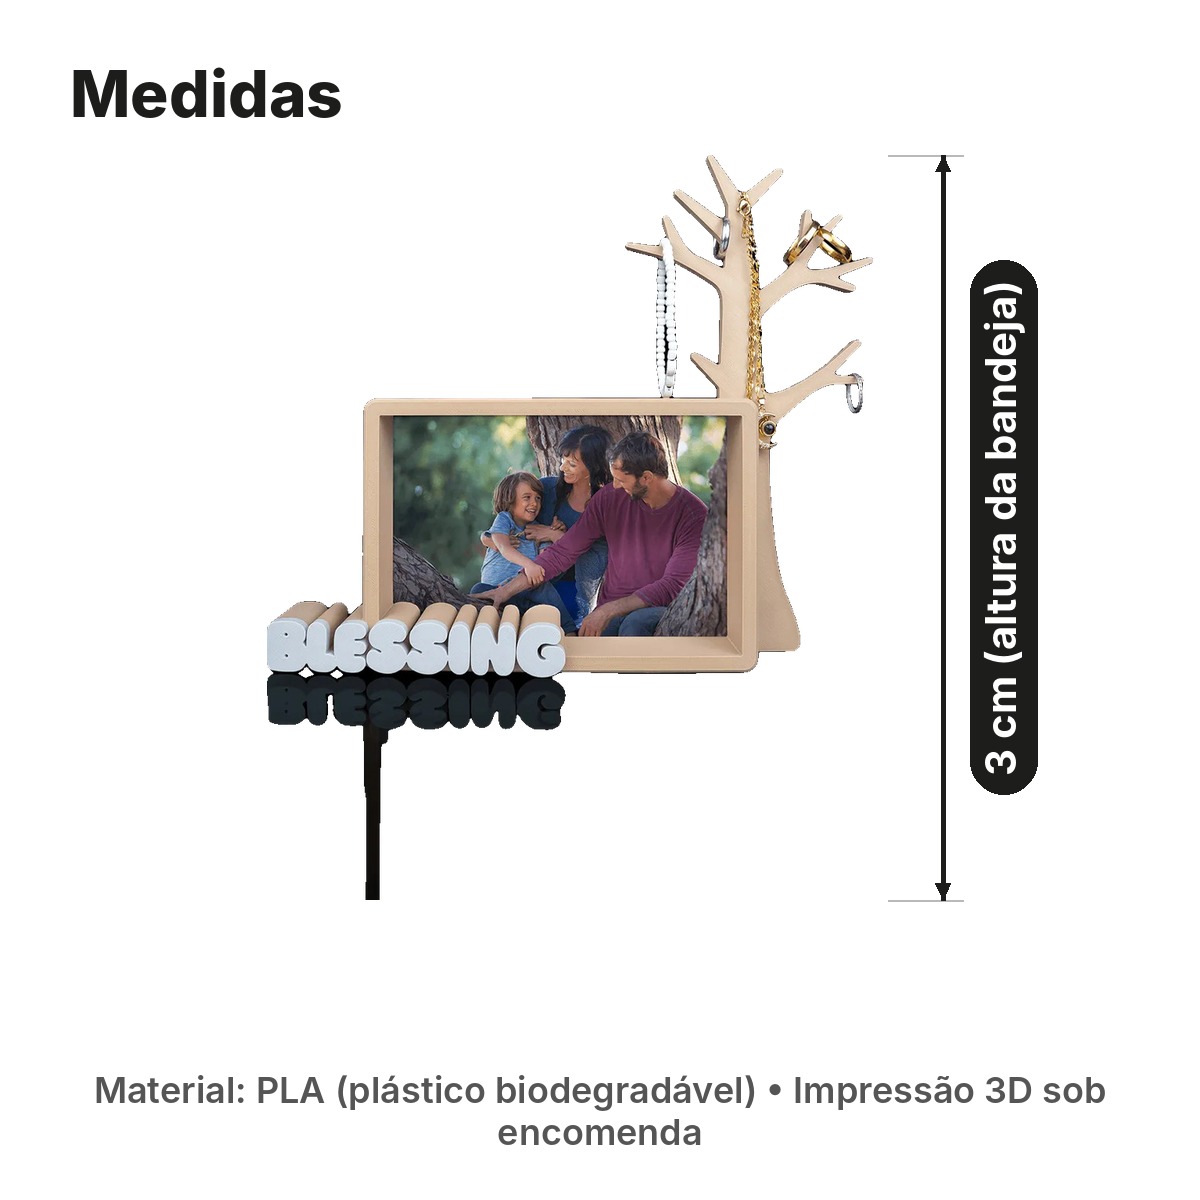 Medidas
3 cm (altura da bandeja)
BLESSING
Material: PLA (plástico biodegradável) • Impressão 3D sob
encomenda